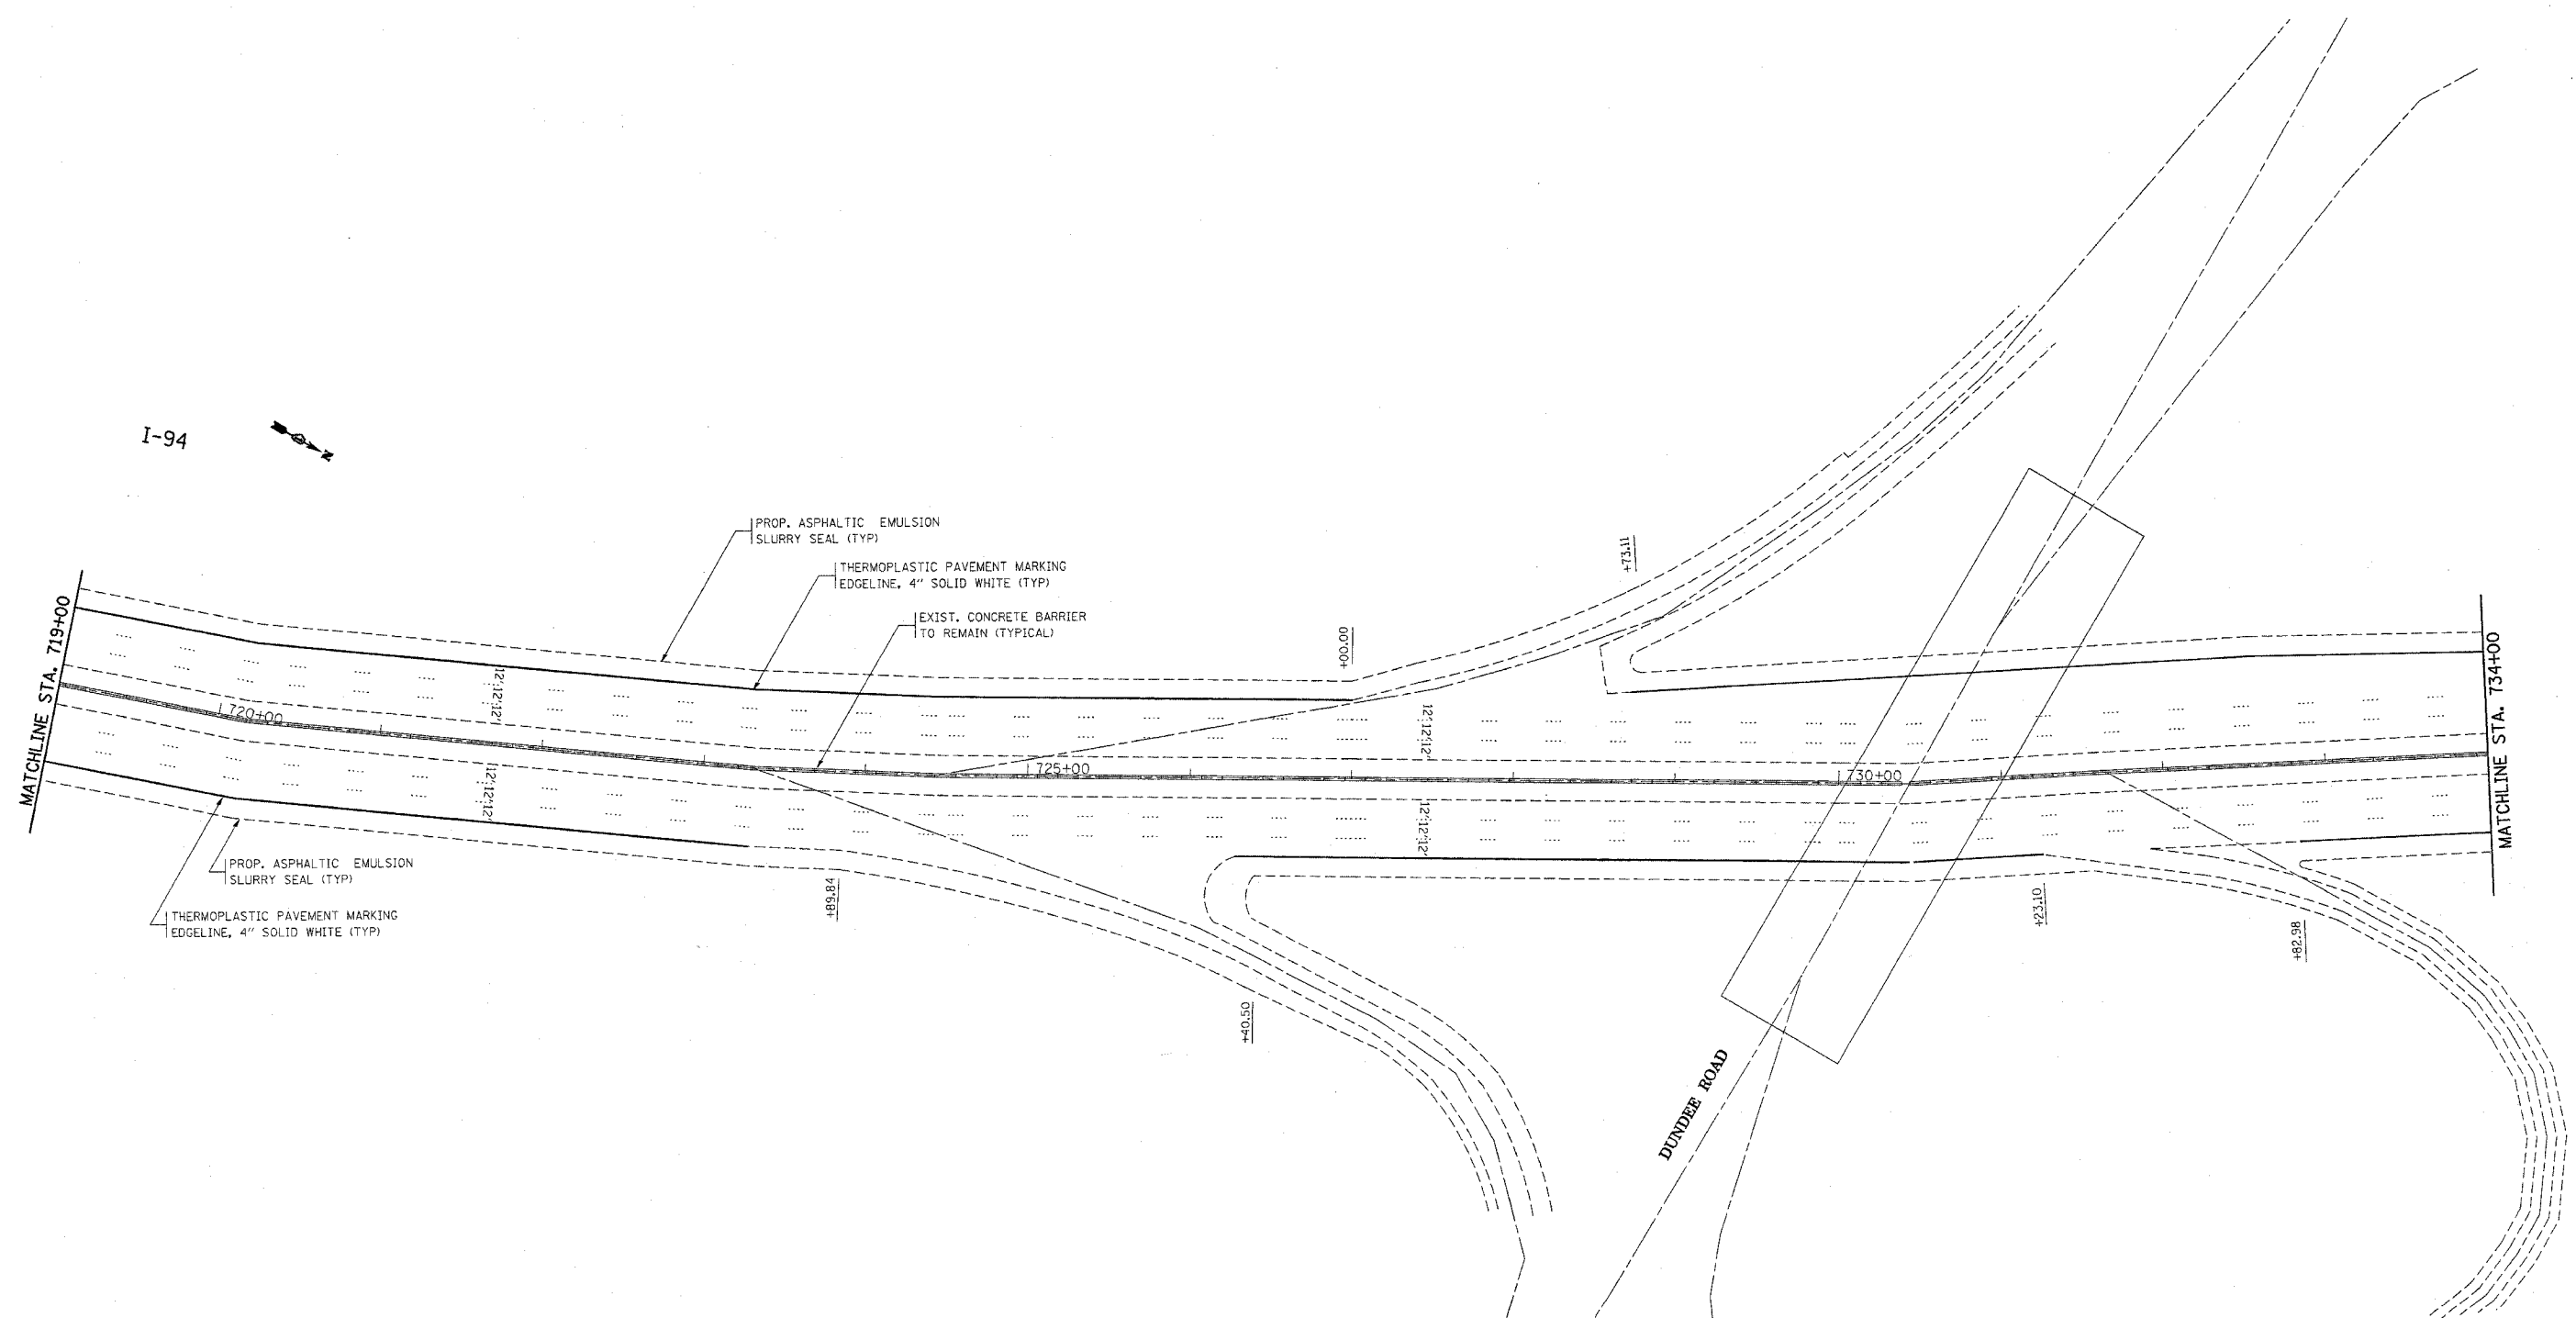 I-94
N
PROP. ASPHALTIC EMULSION
SLURRY SEAL (TYP)
THERMOPLASTIC PAVEMENT MARKING
EDGELINE, 4" SOLID WHITE (TYP)
EXIST. CONCRETE BARRIER
TO REMAIN (TYPICAL)
MATCHLINE STA. 719+00
+73.11
+00.00
MATCHLINE STA. 734+00
12' 12' 12'
720+00
12' 12' 12'
725+00
730+00
12' 12' 12'
12' 12' 12'
PROP. ASPHALTIC EMULSION
SLURRY SEAL (TYP)
THERMOPLASTIC PAVEMENT MARKING
EDGELINE, 4" SOLID WHITE (TYP)
+89.84
+23.10
+82.98
+40.50
DUNDEE ROAD